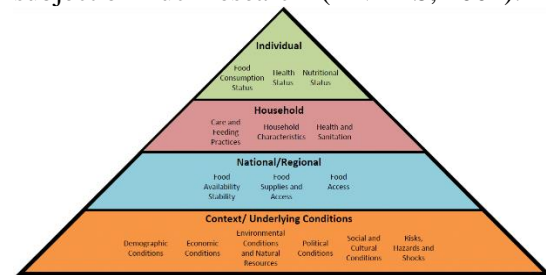 Individual
Food Consumption Status
Health Status
Nutritional Status
Household
Care and Feeding Practices
Household Characteristics
Health and Sanitation
National/Regional
Food Availability Stability
Food Supplies and Access
Food Access
Context/ Underlying Conditions
Demographic Conditions
Economic Conditions
Environmental Conditions and Natural Resources
Political Conditions
Social and Cultural Conditions
Risks, Hazards and Shocks